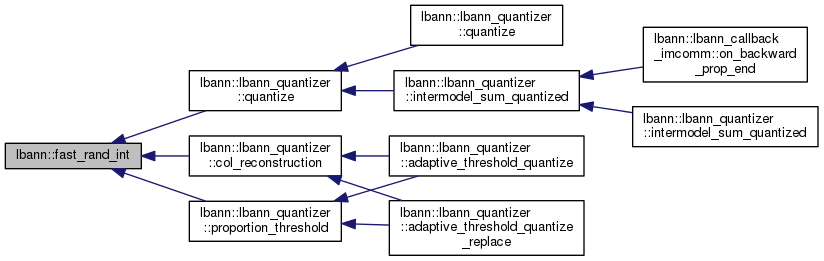 lbann::fast_rand_int
lbann::lbann_quantizer
::quantize
lbann::lbann_quantizer
::col_reconstruction
lbann::lbann_quantizer
::proportion_threshold
lbann::lbann_quantizer
::quantize
lbann::lbann_quantizer
::intermodel_sum_quantized
lbann::lbann_quantizer
::adaptive_threshold_quantize
lbann::lbann_quantizer
::adaptive_threshold_quantize
_replace
lbann::lbann_callback
_imcomm::on_backward
_prop_end
lbann::lbann_quantizer
::intermodel_sum_quantized